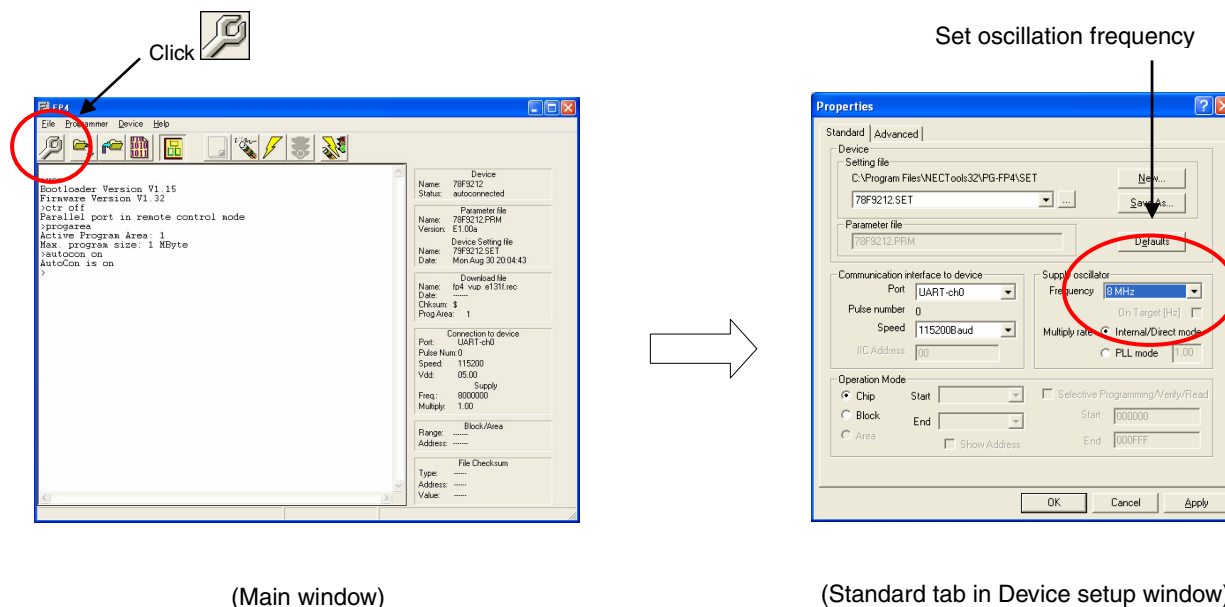 Click
Set oscillation frequency
FP4
File Programmer Device Help
Bootloader Version V1.15
Firmware Version V1.32
>ctr off
Parallel port in remote control mode
>progarea
Active Program Area: 1
Max. program size: 1 MByte
>autocon on
AutoCon is on
>
Device
Name: 78F9212
Status: autoconnected
Parameter file
Name: 78F9212.PRM
Version: E1.00a
Device Setting file
Name: 79F9212.SET
Date: Mon Aug 30 20:04:43
Download file
Name: fp4_vup_e131f.rec
Date: ------
Chksum: $
Prog Area: 1
Connection to device
Port: UART-ch0
Pulse Num: 0
Speed: 115200
Vdd: 05.00
Supply
Freq.: 8000000
Multiply: 1.00
Block/Area
Range: ------
Address: ------
File Checksum
Type: ------
Address: ------
Value: ------
(Main window)
Properties
Standard Advanced
Device
Setting file
C:\Program Files\NECTools32\PG-FP4\SET
New...
78F9212.SET
...
Save As...
Parameter file
78F9212.PRM
Defaults
Communication interface to device
Port UART-ch0
Pulse number 0
Speed 115200Baud
IIC Address 00
Supply oscillator
Frequency 8 MHz
On Target [Hz]
Multiply rate Internal/Direct mode
PLL mode 1.00
Operation Mode
Chip Start
Block End
Area Show Address
Selective Programming/Verify/Read
Start 000000
End 000FFF
OK Cancel Apply
(Standard tab in Device setup window)